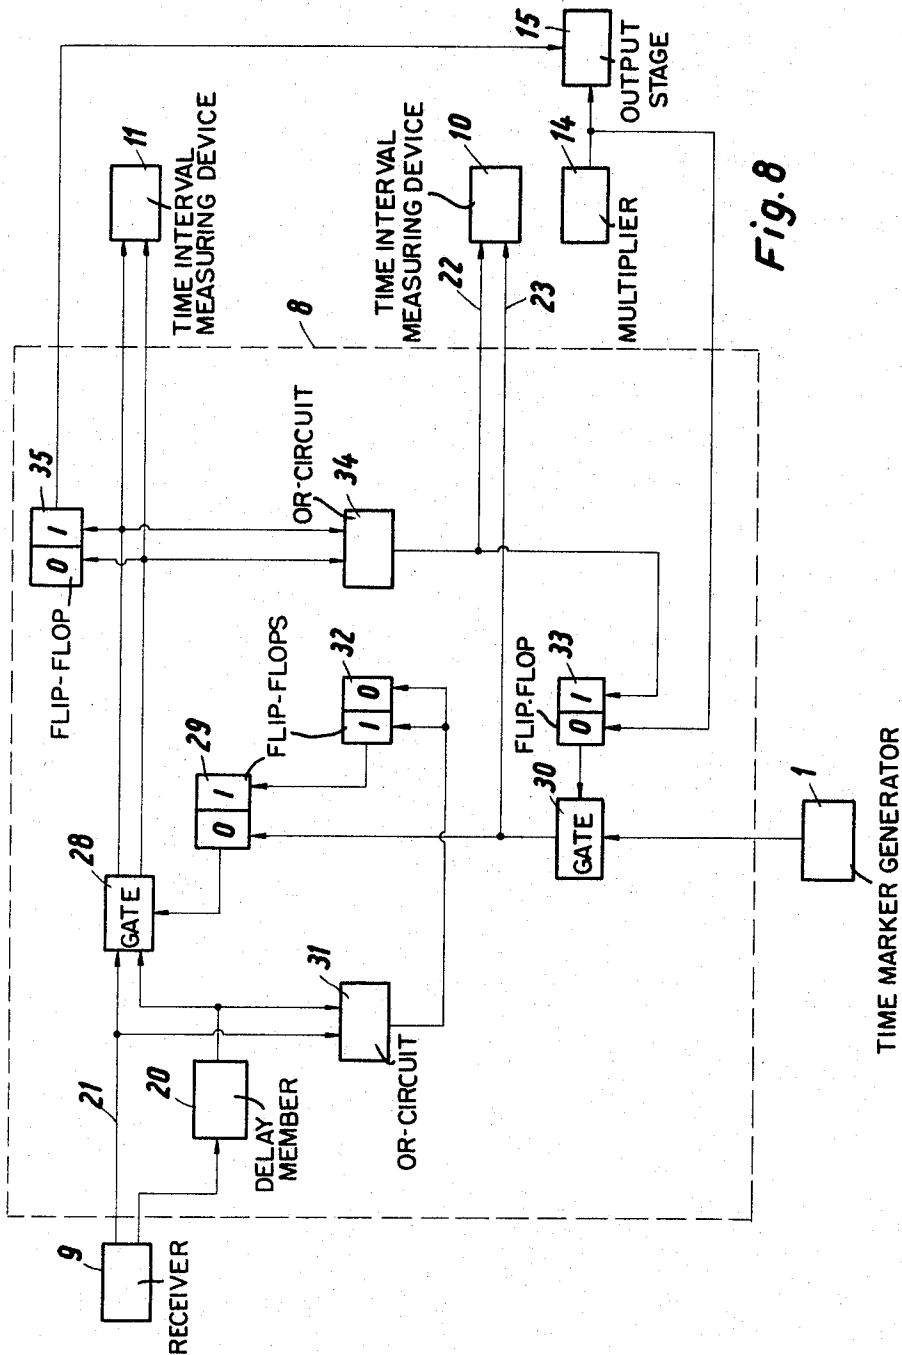 9
RECEIVER
21
20
DELAY
MEMBER
28
GATE
31
OR-CIRCUIT
29
0 1
FLIP-FLOPS
32
1 0
35
0 1
FLIP-FLOP
OR-CIRCUIT
34
8
11
TIME INTERVAL
MEASURING DEVICE
TIME INTERVAL
MEASURING DEVICE
10
22
23
FLIP-FLOP
33
0 1
30
GATE
1
TIME MARKER GENERATOR
14
MULTIPLIER
15
OUTPUT
STAGE
Fig. 8